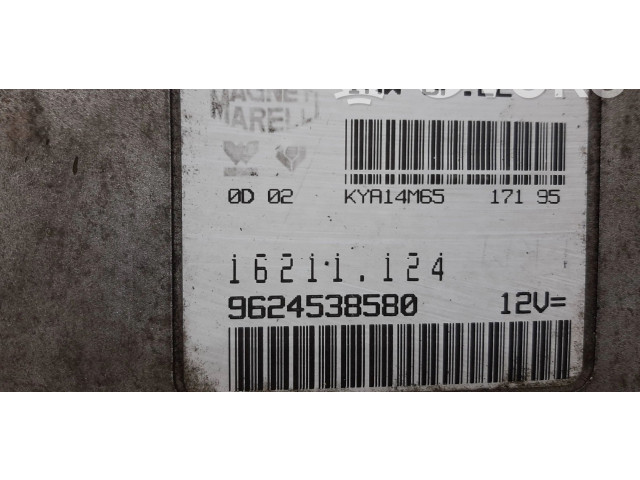 MAGNETI
MARELLI
0D 02 KYA14M65 171 95
16211.124
9624538580 12V=